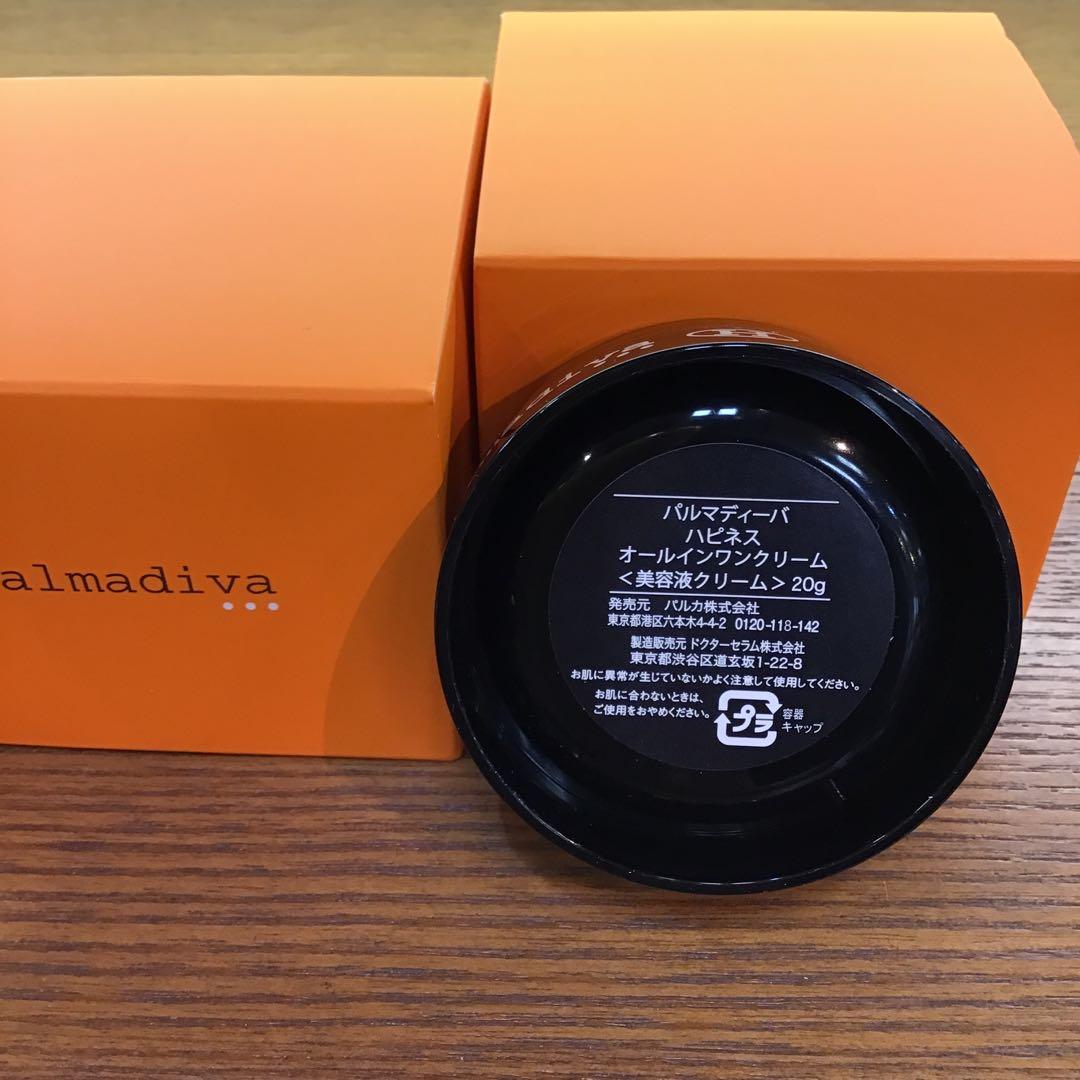 almadiva
パルマディーバ
ハピネス
オールインワンクリーム
<美容液クリーム>20g
発売元 パルカ株式会社
東京都港区六本木4-4-2 0120-118-142
製造販売元 ドクターセラム株式会社
東京都渋谷区道玄坂1-22-8
お肌に異常が生じていないかよく注意して使用してください。
お肌に合わないときは、
ご使用をおやめください。
プラ
容器
キャップ